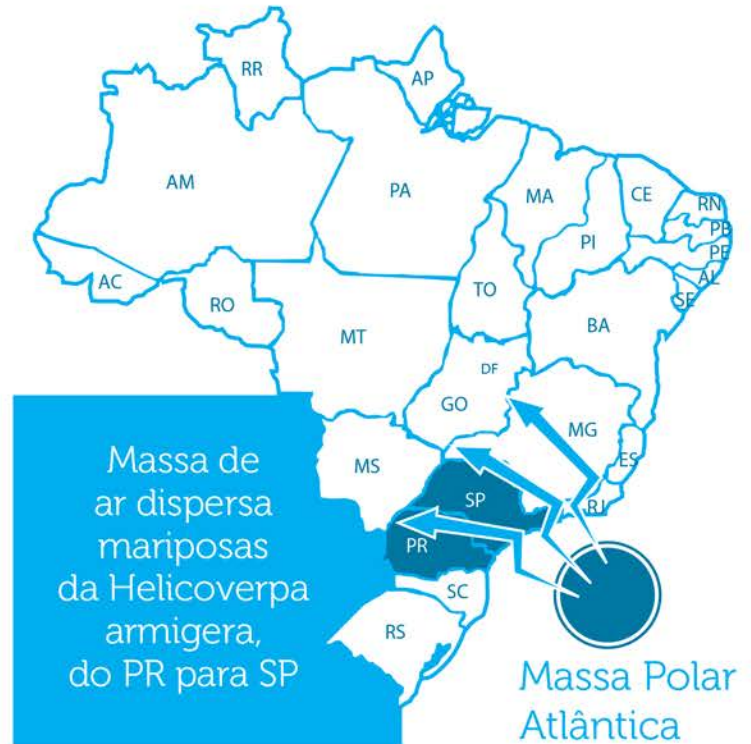 RR
AP
AM
PA
MA
CE
RN
PB
PE
AL
SE
PI
AC
RO
TO
BA
MT
DF
GO
MG
ES
MS
SP
RJ
PR
SC
RS
Massa de
ar dispersa
mariposas
da Helicoverpa
armigera,
do PR para SP
Massa Polar
Atlântica